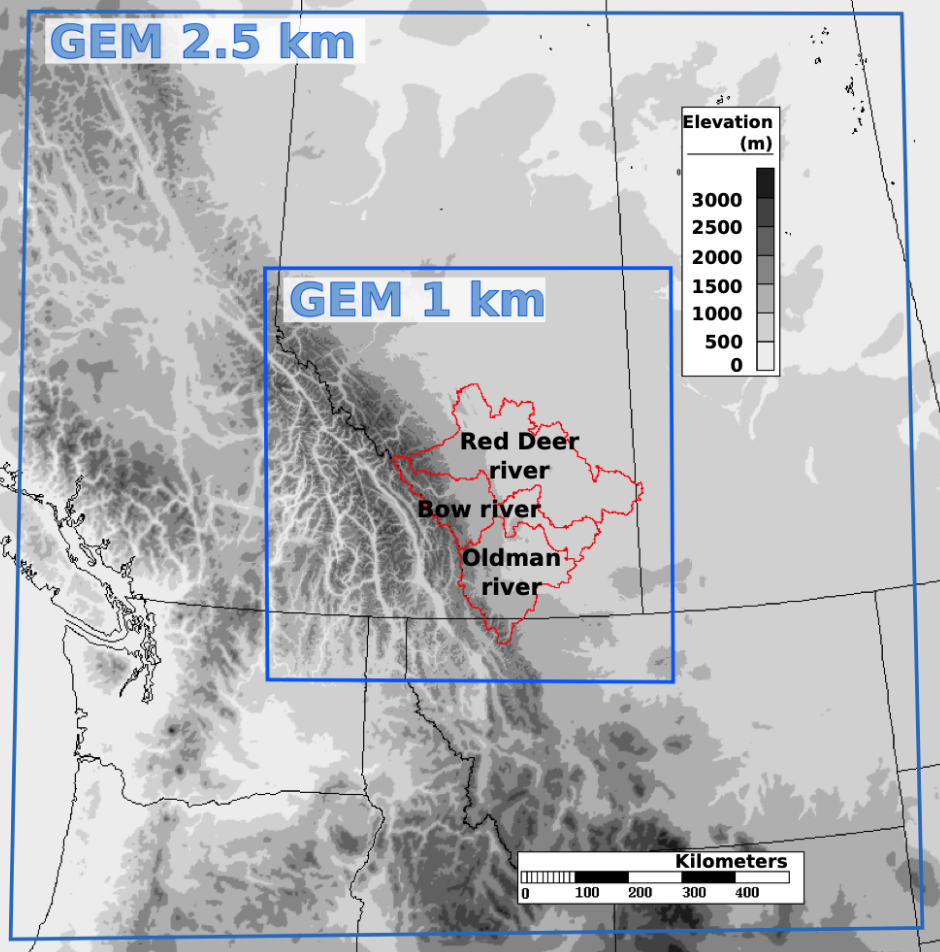 GEM 2.5 km
Elevation
(m)
3000
2500
2000
1500
1000
500
0
GEM 1 km
Red Deer
river
Bow river
Oldman
river
Kilometers
0 100 200 300 400